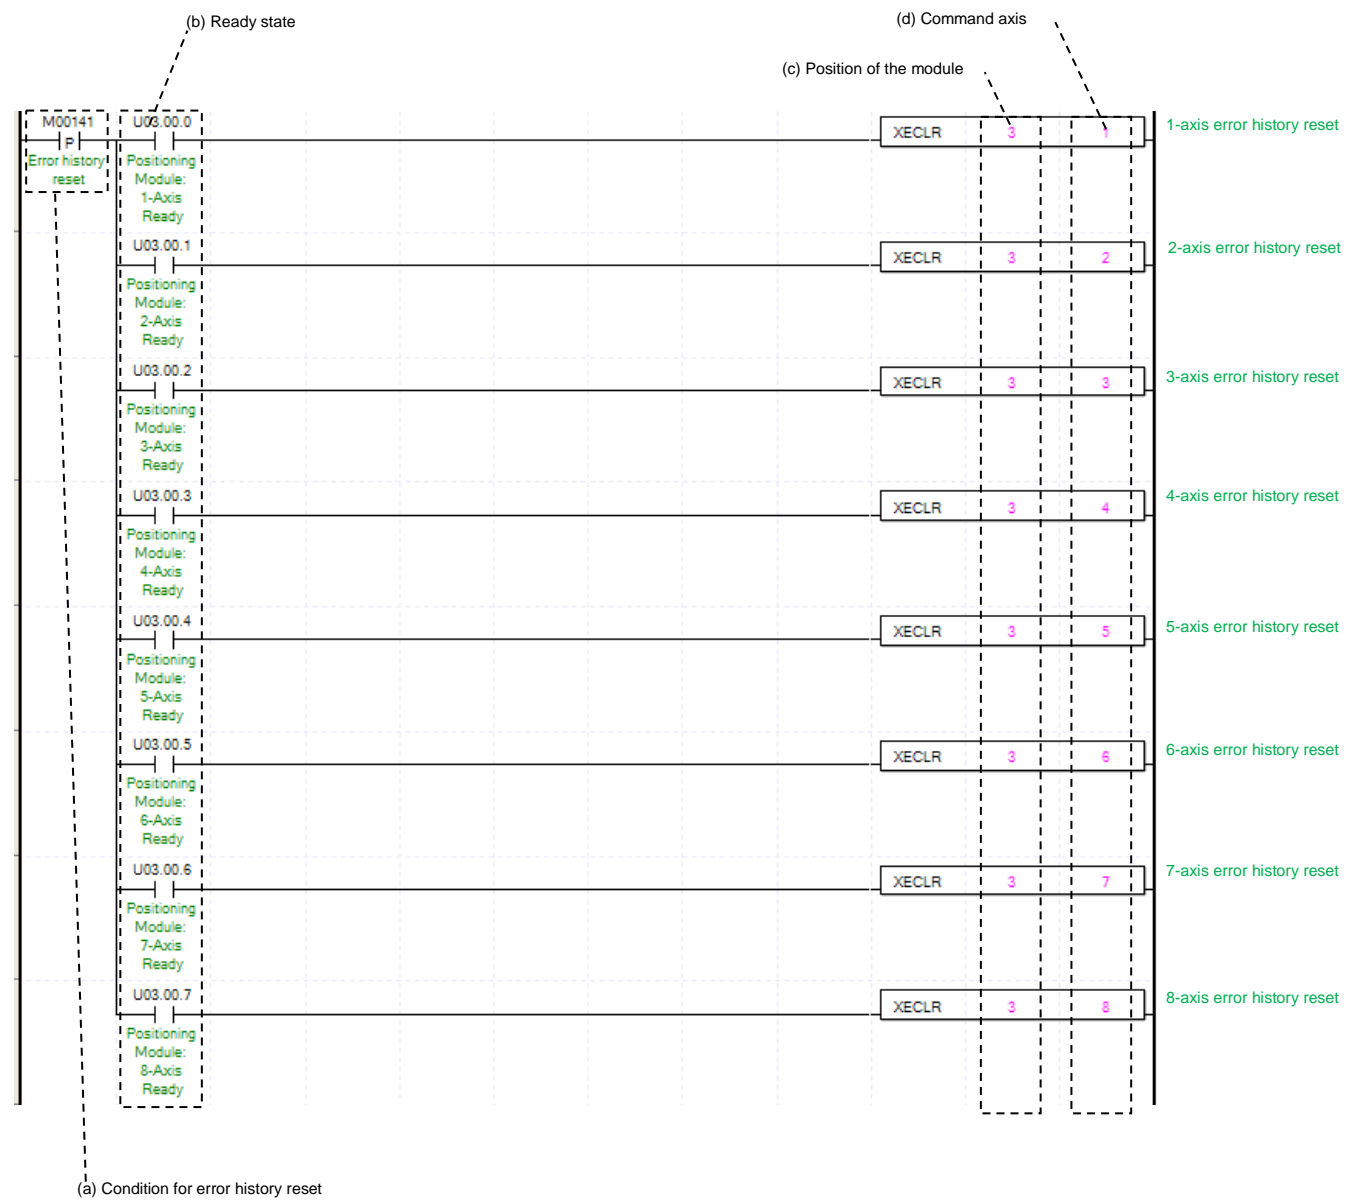 (b) Ready state
(d) Command axis
(c) Position of the module
M00141
P
Error history
reset
U03.00.0
Positioning
Module:
1-Axis
Ready
XECLR 3 1
1-axis error history reset
U03.00.1
Positioning
Module:
2-Axis
Ready
XECLR 3 2
2-axis error history reset
U03.00.2
Positioning
Module:
3-Axis
Ready
XECLR 3 3
3-axis error history reset
U03.00.3
Positioning
Module:
4-Axis
Ready
XECLR 3 4
4-axis error history reset
U03.00.4
Positioning
Module:
5-Axis
Ready
XECLR 3 5
5-axis error history reset
U03.00.5
Positioning
Module:
6-Axis
Ready
XECLR 3 6
6-axis error history reset
U03.00.6
Positioning
Module:
7-Axis
Ready
XECLR 3 7
7-axis error history reset
U03.00.7
Positioning
Module:
8-Axis
Ready
XECLR 3 8
8-axis error history reset
(a) Condition for error history reset